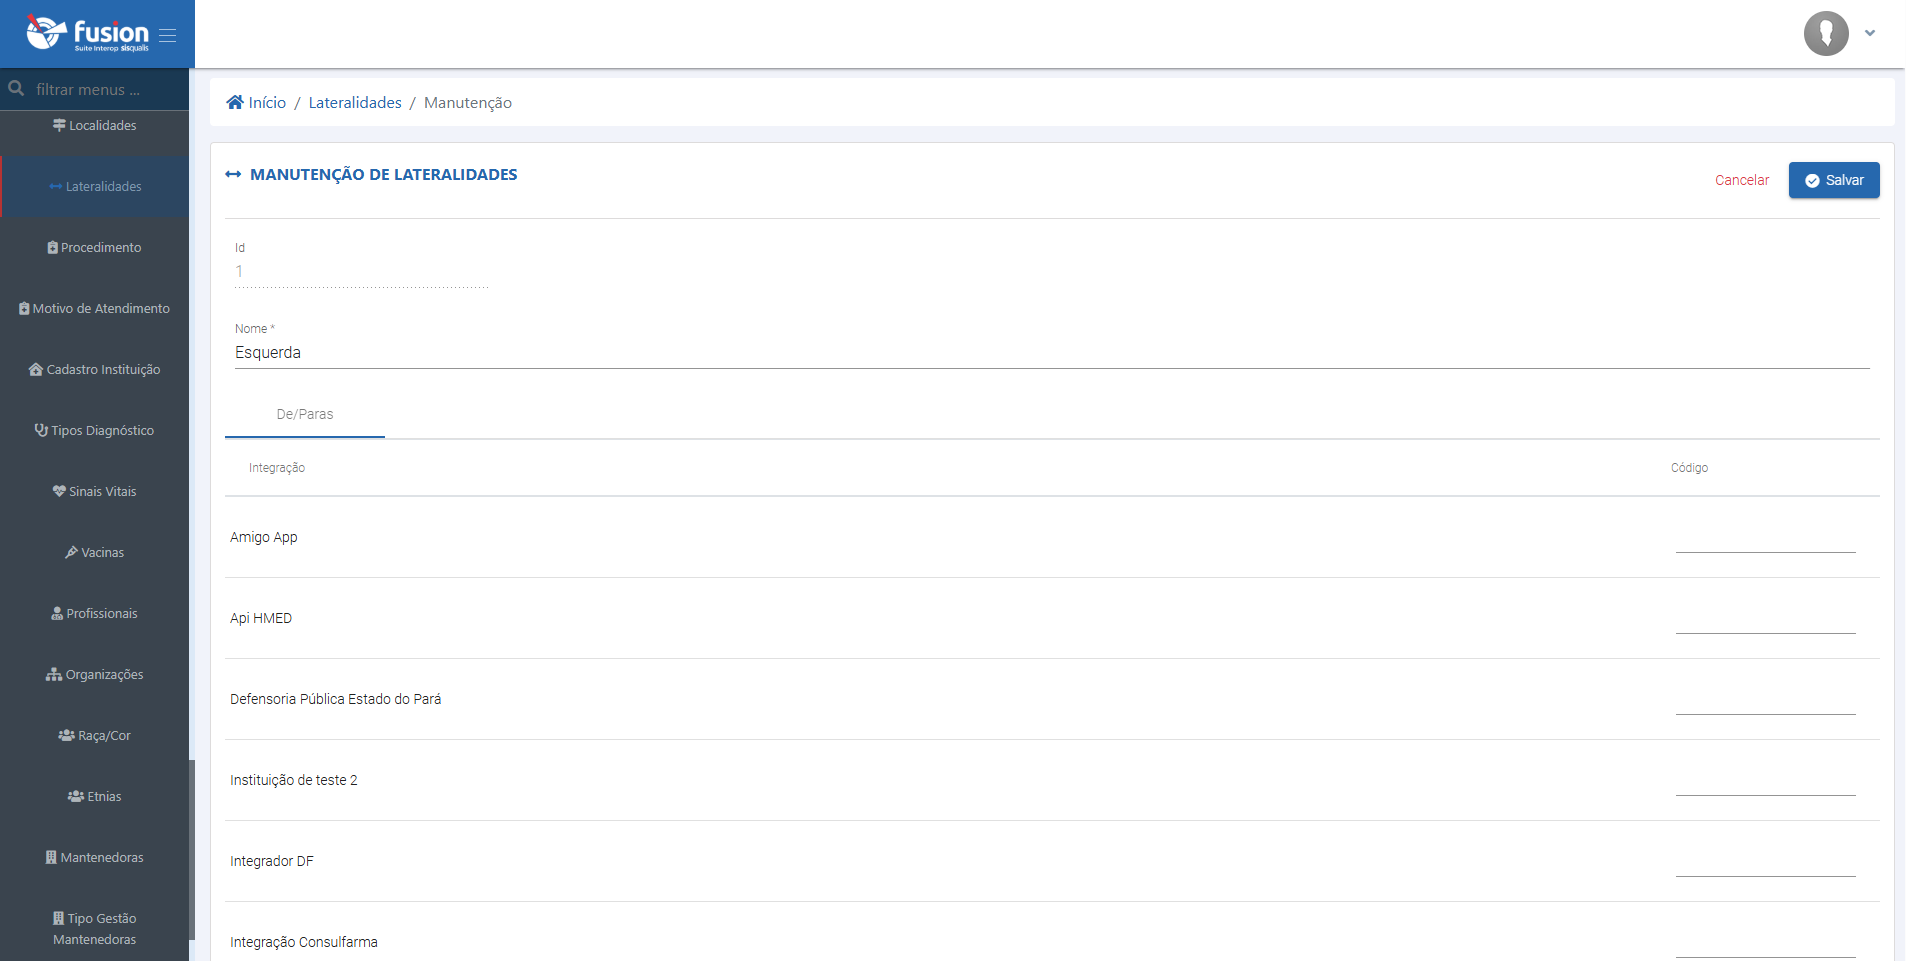 fusion
Suite Interop sisqualis
filtrar menus ...
Localidades
Lateralidades
Procedimento
Motivo de Atendimento
Cadastro Instituição
Tipos Diagnóstico
Sinais Vitais
Vacinas
Profissionais
Organizações
Raça/Cor
Etnias
Mantenedoras
Tipo Gestão
Mantenedoras
Início / Lateralidades / Manutenção
MANUTENÇÃO DE LATERALIDADES
Cancelar
Salvar
Id
1
Nome *
Esquerda
De/Paras
Integração Código
Amigo App
Api HMED
Defensoria Pública Estado do Pará
Instituição de teste 2
Integrador DF
Integração Consulfarma